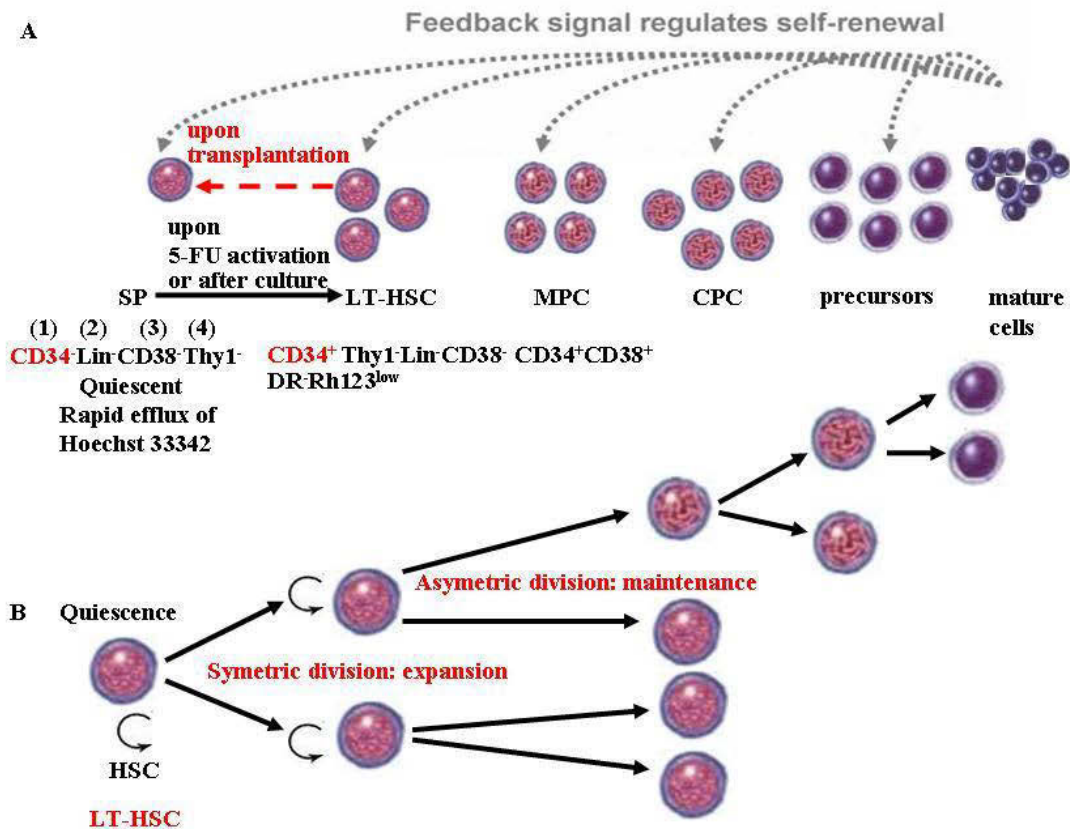 A
Feedback signal regulates self-renewal
upon
transplantation
upon
5-FU activation
or after culture
SP
LT-HSC
MPC
CPC
precursors
mature
cells
(1) (2) (3) (4)
CD34⁻Lin⁻CD38⁻Thy1⁻
Quiescent
Rapid efflux of
Hoechst 33342
CD34⁺ Thy1⁻Lin⁻CD38⁻ CD34⁺CD38⁺
DR⁻Rh123ˡᵒʷ
Asymetric division: maintenance
B
Quiescence
Symetric division: expansion
HSC
LT-HSC